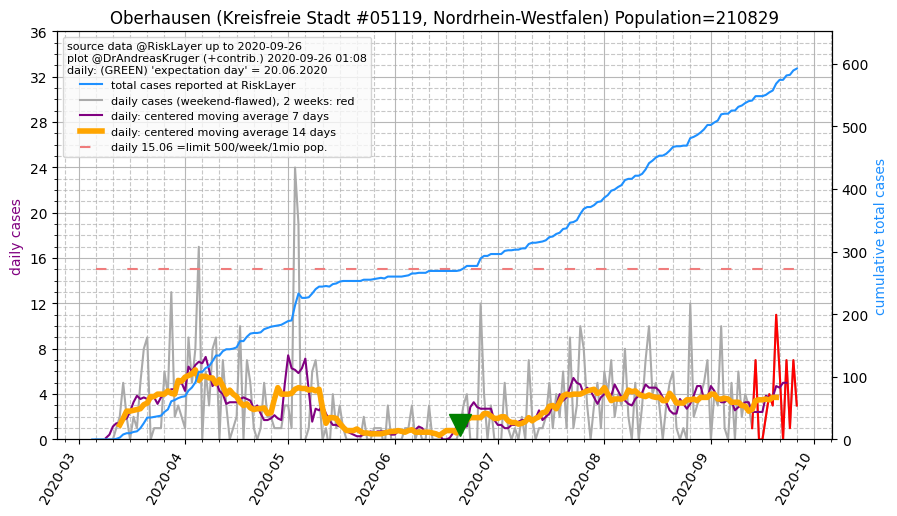 Oberhausen (Kreisfreie Stadt #05119, Nordrhein-Westfalen) Population=210829
source data @RiskLayer up to 2020-09-26
plot @DrAndreasKruger (+contrib.) 2020-09-26 01:08
daily: (GREEN) 'expectation day' = 20.06.2020
total cases reported at RiskLayer
daily cases (weekend-flawed), 2 weeks: red
daily: centered moving average 7 days
daily: centered moving average 14 days
daily 15.06 =limit 500/week/1mio pop.
daily cases
36
32
28
24
20
16
12
8
4
0
cumulative total cases
600
500
400
300
200
100
0
2020-03
2020-04
2020-05
2020-06
2020-07
2020-08
2020-09
2020-10